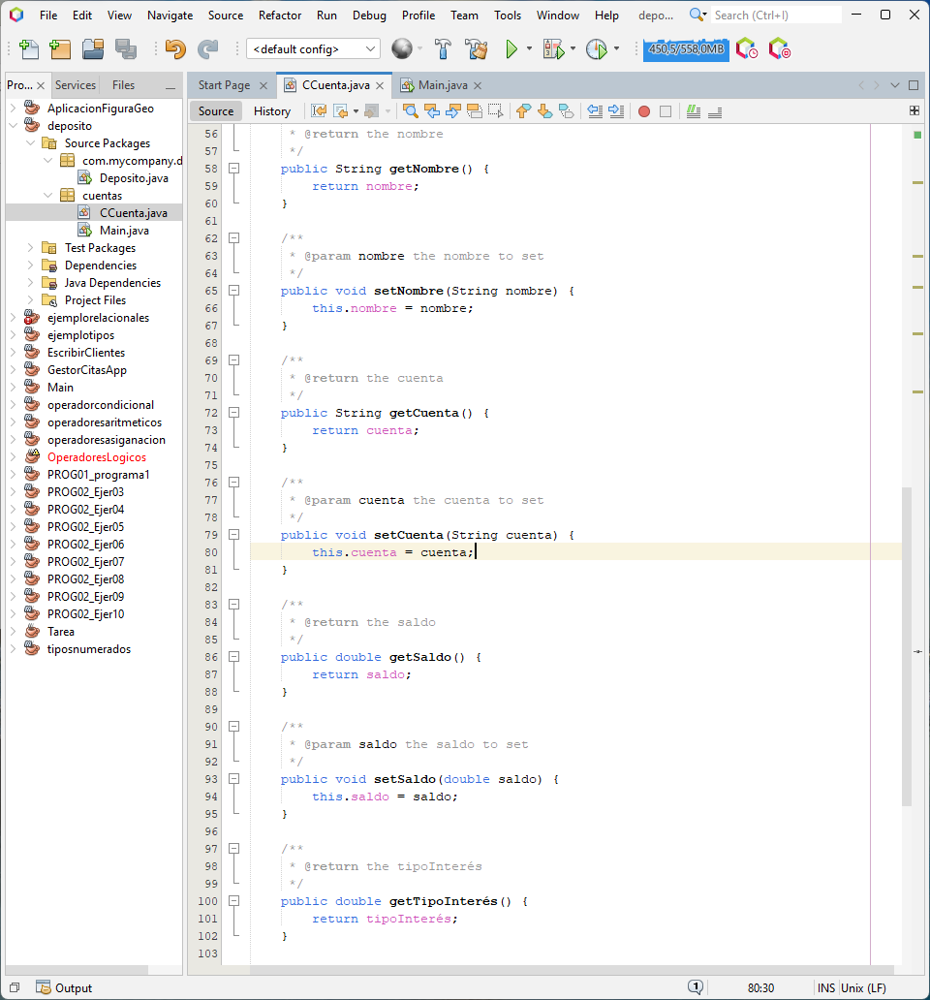 File Edit View Navigate Source Refactor Run Debug Profile Team Tools Window Help depo... Search (Ctrl+I)
<default config> 450,5/558,0MB
Pro... Services Files
AplicacionFiguraGeo
deposito
Source Packages
com.mycompany.d
Deposito.java
cuentas
CCuenta.java
Main.java
Test Packages
Dependencies
Java Dependencies
Project Files
ejemplorelacionales
ejemplotipos
EscribirClientes
GestorCitasApp
Main
operadorcondicional
operadoresaritmeticos
operadoresasiganacion
OperadoresLogicos
PROG01_programa1
PROG02_Ejer03
PROG02_Ejer04
PROG02_Ejer05
PROG02_Ejer06
PROG02_Ejer07
PROG02_Ejer08
PROG02_Ejer09
PROG02_Ejer10
Tarea
tiposnumerados
Start Page CCuenta.java Main.java
Source History
56 * @return the nombre
57 */
58 public String getNombre() {
59 return nombre;
60 }
61
62 /**
63 * @param nombre the nombre to set
64 */
65 public void setNombre(String nombre) {
66 this.nombre = nombre;
67 }
68
69 /**
70 * @return the cuenta
71 */
72 public String getCuenta() {
73 return cuenta;
74 }
75
76 /**
77 * @param cuenta the cuenta to set
78 */
79 public void setCuenta(String cuenta) {
80 this.cuenta = cuenta;
81 }
82
83 /**
84 * @return the saldo
85 */
86 public double getSaldo() {
87 return saldo;
88 }
89
90 /**
91 * @param saldo the saldo to set
92 */
93 public void setSaldo(double saldo) {
94 this.saldo = saldo;
95 }
96
97 /**
98 * @return the tipoInterés
99 */
100 public double getTipoInterés() {
101 return tipoInterés;
102 }
103
Output 1 80:30 INS Unix (LF)